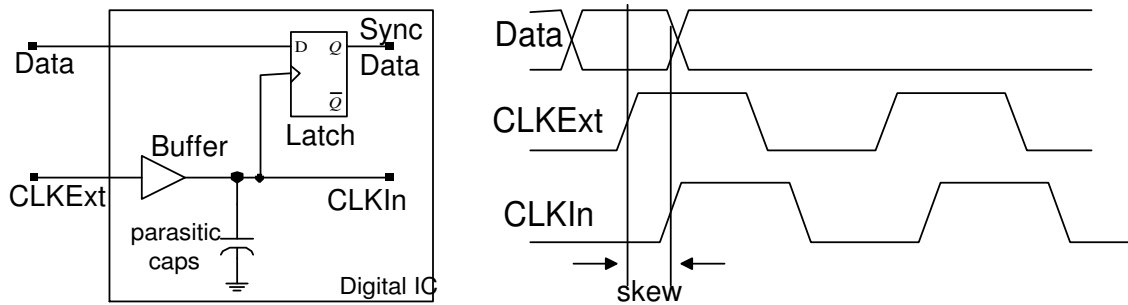 Data
D
Q
Sync
Data
Q
Latch
Buffer
CLKExt
CLKIn
parasitic
caps
Digital IC
Data
CLKExt
CLKIn
skew